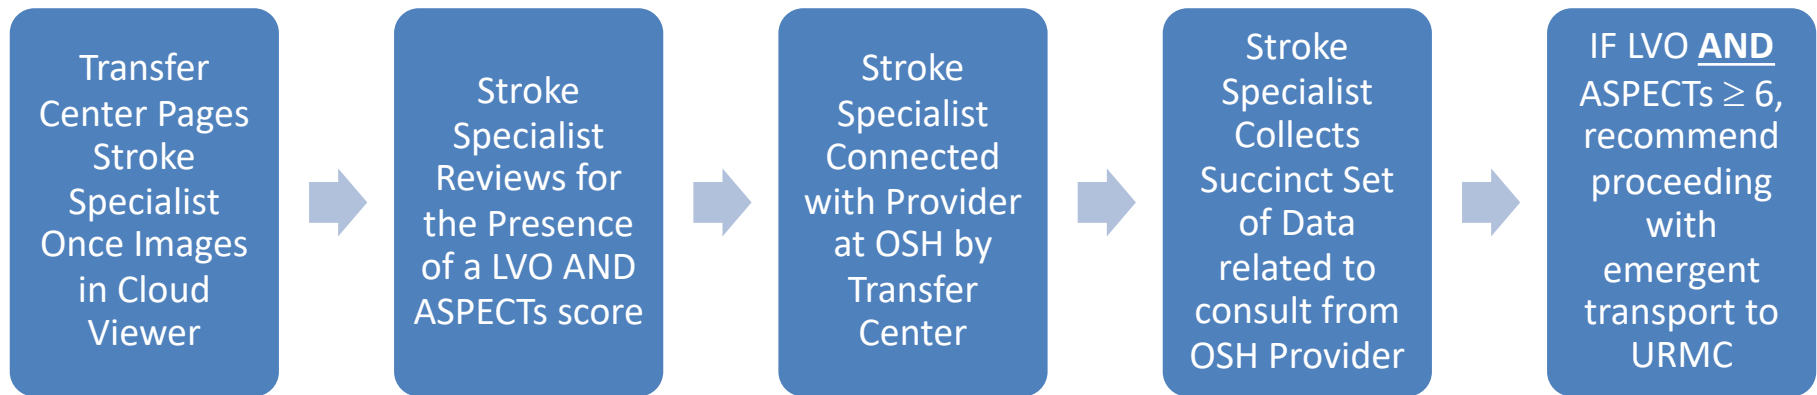 Transfer
Center Pages
Stroke
Specialist
Once Images
in Cloud
Viewer
Stroke
Specialist
Reviews for
the Presence
of a LVO AND
ASPECTs score
Stroke
Specialist
Connected
with Provider
at OSH by
Transfer
Center
Stroke
Specialist
Collects
Succinct Set
of Data
related to
consult from
OSH Provider
IF LVO AND
ASPECTs ≥ 6,
recommend
proceeding
with
emergent
transport to
URMC